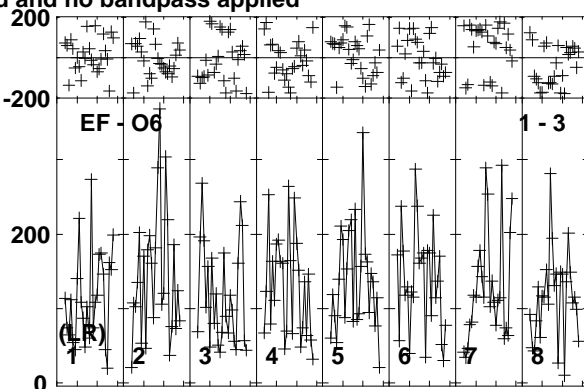 d and no bandpass applied
200
-200
EF - O6 1 - 3
200
(LR)
1 2 3 4 5 6 7 8
0